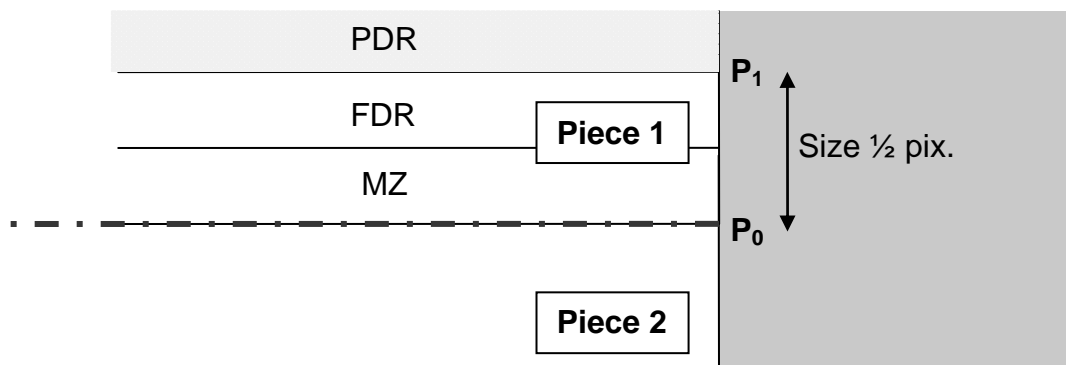 PDR
P₁
FDR
Piece 1
Size ½ pix.
MZ
P₀
Piece 2